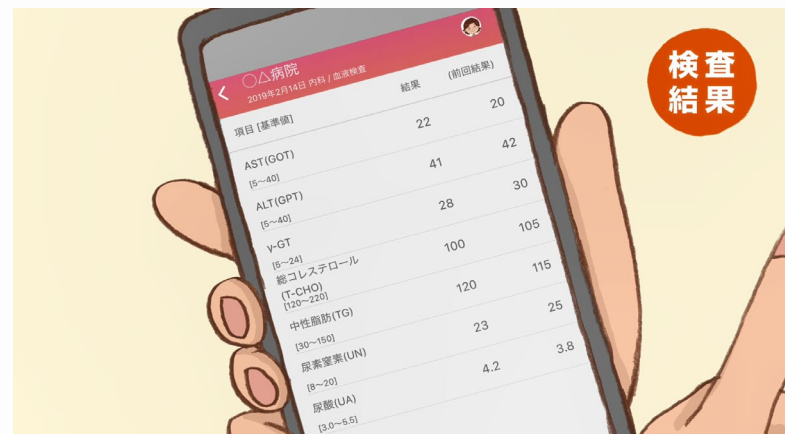 検査
結果
○△病院
2019年2月14日 内科 / 血液検査
項目 [基準値] 結果 (前回結果)
AST(GOT) 22 20
[5〜40]
ALT(GPT) 41 42
[5〜40]
γ-GT 28 30
[5〜24]
総コレステロール
(T-CHO) 100 105
[120〜220]
中性脂肪(TG) 120 115
[30〜150]
尿素窒素(UN) 23 25
[8〜20]
尿酸(UA) 4.2 3.8
[3.0〜5.5]